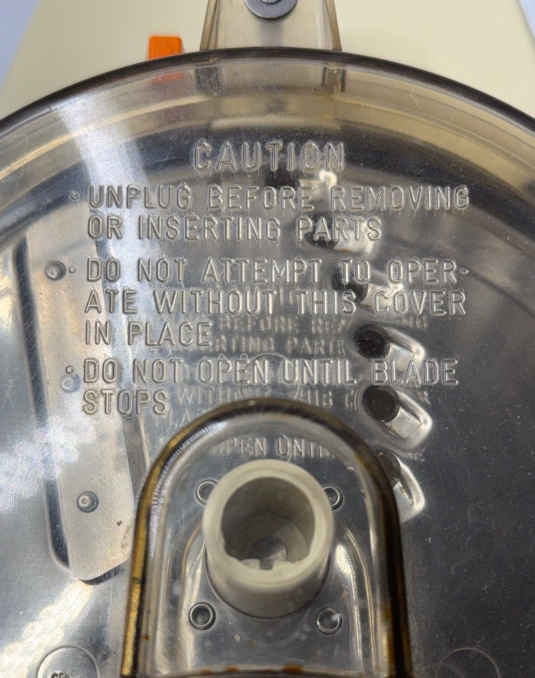 CAUTION
· UNPLUG BEFORE REMOVING
OR INSERTING PARTS
· DO NOT ATTEMPT TO OPER-
ATE WITHOUT THIS COVER
IN PLACE
· DO NOT OPEN UNTIL BLADE
STOPS